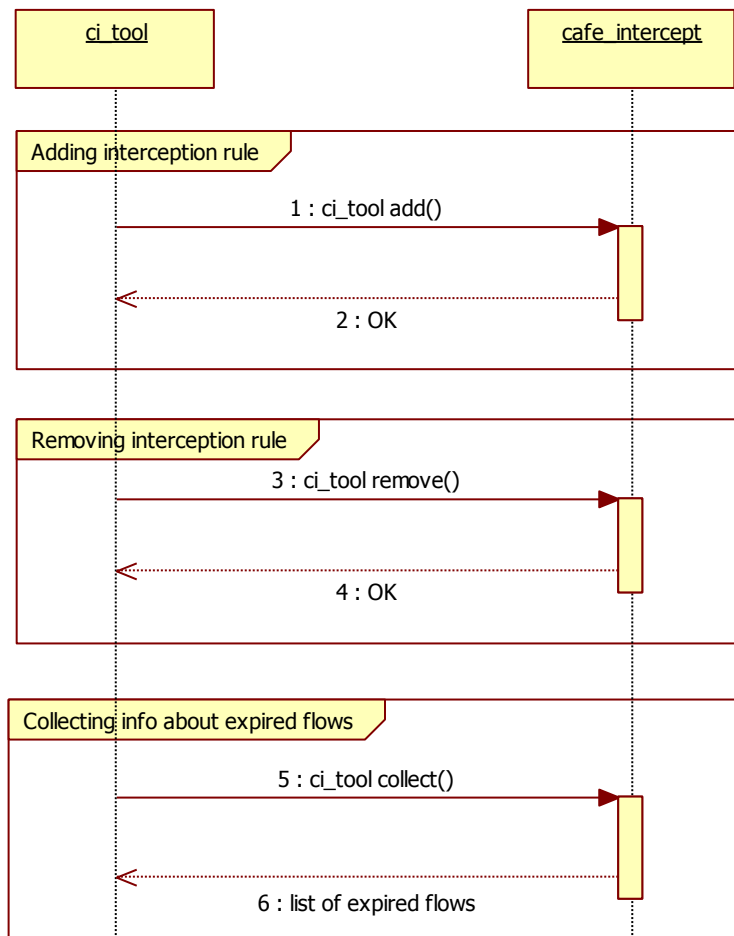 ci_tool
cafe_intercept
Adding interception rule
1 : ci_tool add()
2 : OK
Removing interception rule
3 : ci_tool remove()
4 : OK
Collecting info about expired flows
5 : ci_tool collect()
6 : list of expired flows